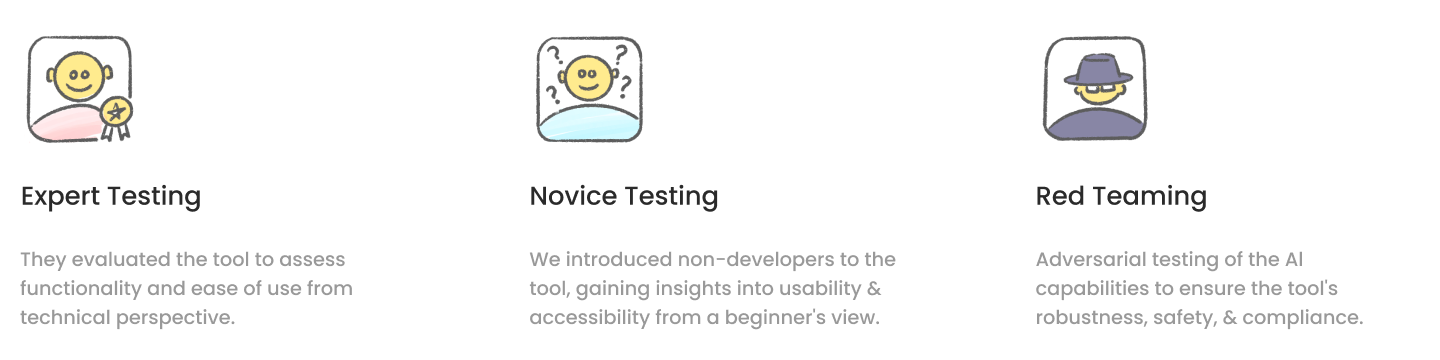 Expert Testing
They evaluated the tool to assess
functionality and ease of use from
technical perspective.
Novice Testing
We introduced non-developers to the
tool, gaining insights into usability &
accessibility from a beginner's view.
Red Teaming
Adversarial testing of the AI
capabilities to ensure the tool's
robustness, safety, & compliance.